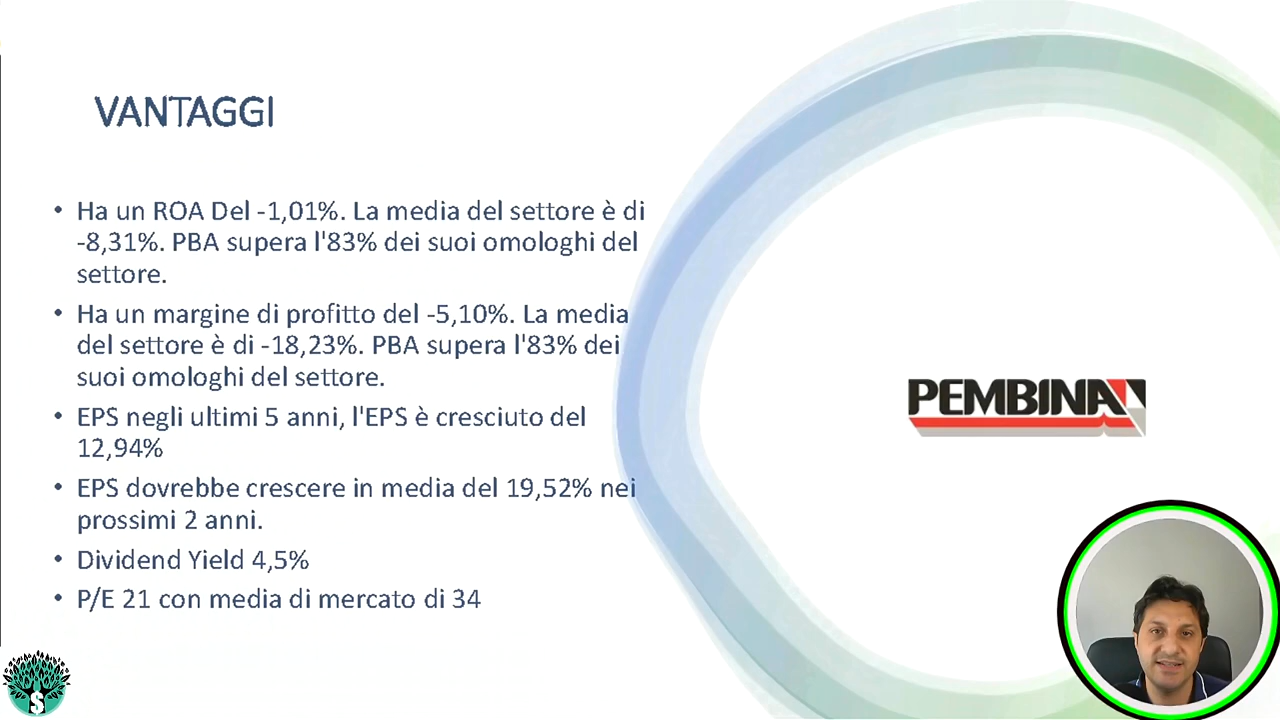 VANTAGGI
• Ha un ROA Del -1,01%. La media del settore è di
-8,31%. PBA supera l'83% dei suoi omologhi del
settore.
• Ha un margine di profitto del -5,10%. La media
del settore è di -18,23%. PBA supera l'83% dei
suoi omologhi del settore.
• EPS negli ultimi 5 anni, l'EPS è cresciuto del
12,94%
• EPS dovrebbe crescere in media del 19,52% nei
prossimi 2 anni.
• Dividend Yield 4,5%
• P/E 21 con media di mercato di 34
PEMBINA
$